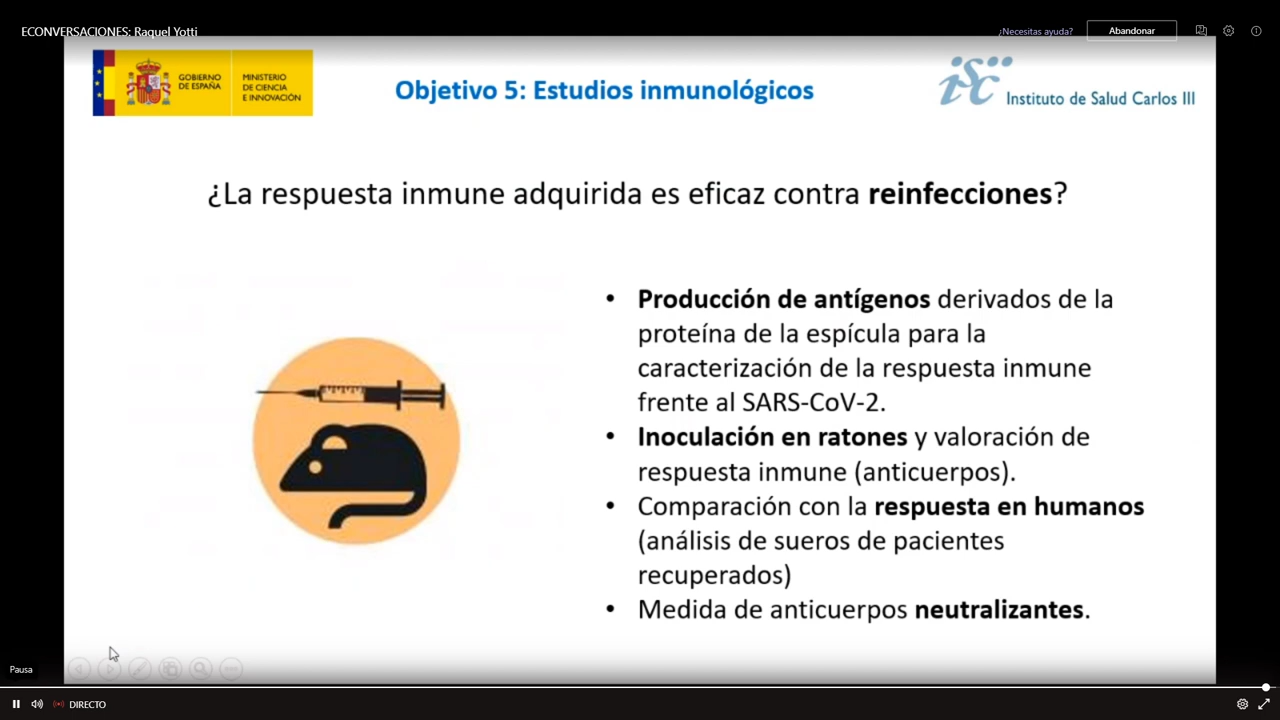 ECONVERSACIONES: Raquel Yotti
¿Necesitas ayuda?
Abandonar
GOBIERNO
DE ESPAÑA
MINISTERIO
DE CIENCIA
E INNOVACIÓN
Objetivo 5: Estudios inmunológicos
isc
Instituto de Salud Carlos III
¿La respuesta inmune adquirida es eficaz contra reinfecciones?
• Producción de antígenos derivados de la
proteína de la espícula para la
caracterización de la respuesta inmune
frente al SARS-CoV-2.
• Inoculación en ratones y valoración de
respuesta inmune (anticuerpos).
• Comparación con la respuesta en humanos
(análisis de sueros de pacientes
recuperados)
• Medida de anticuerpos neutralizantes.
Pausa
DIRECTO